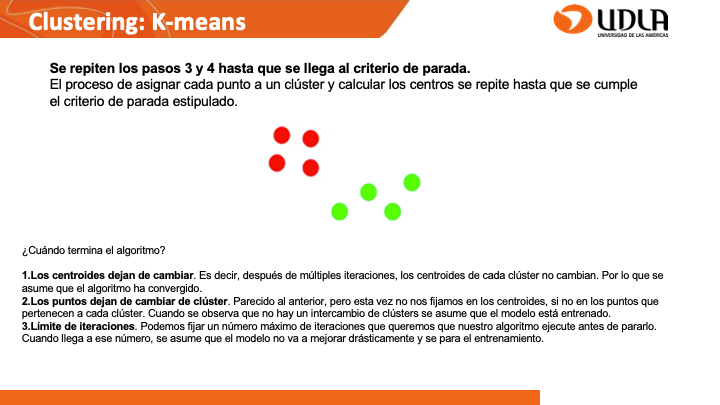 Clustering: K-means
UDLA
UNIVERSIDAD DE LAS AMÉRICAS
Se repiten los pasos 3 y 4 hasta que se llega al criterio de parada.
El proceso de asignar cada punto a un clúster y calcular los centros se repite hasta que se cumple
el criterio de parada estipulado.
¿Cuándo termina el algoritmo?
1.Los centroides dejan de cambiar. Es decir, después de múltiples iteraciones, los centroides de cada clúster no cambian. Por lo que se
asume que el algoritmo ha convergido.
2.Los puntos dejan de cambiar de clúster. Parecido al anterior, pero esta vez no nos fijamos en los centroides, si no en los puntos que
pertenecen a cada clúster. Cuando se observa que no hay un intercambio de clústers se asume que el modelo está entrenado.
3.Límite de iteraciones. Podemos fijar un número máximo de iteraciones que queremos que nuestro algoritmo ejecute antes de pararlo.
Cuando llega a ese número, se asume que el modelo no va a mejorar drásticamente y se para el entrenamiento.